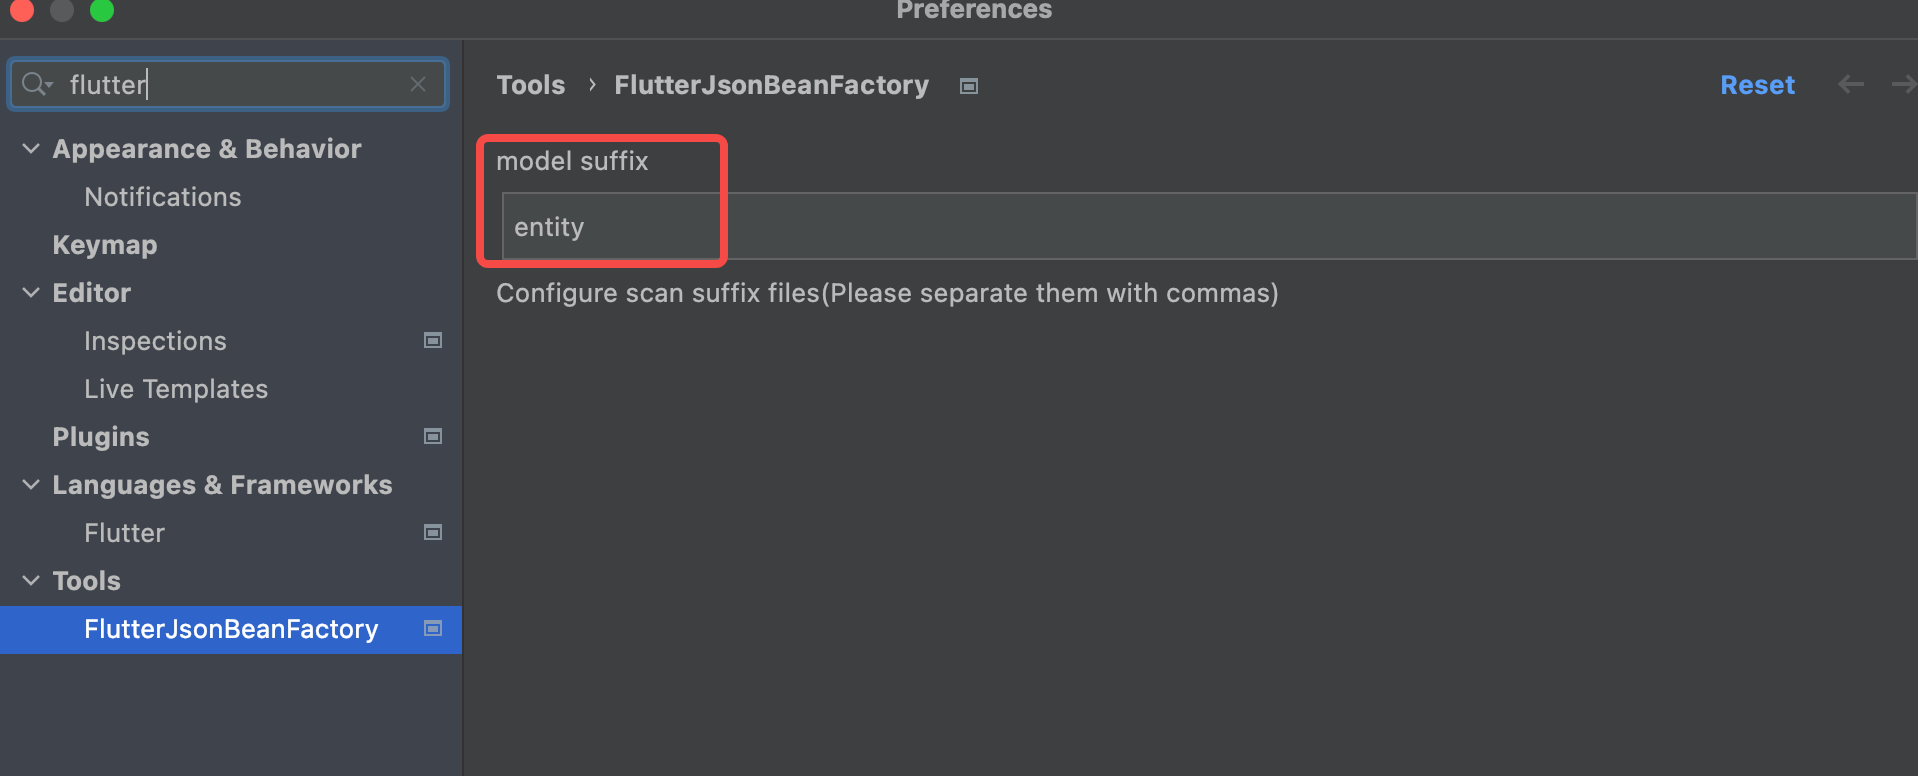 Preferences
flutter
Appearance & Behavior
Notifications
Keymap
Editor
Inspections
Live Templates
Plugins
Languages & Frameworks
Flutter
Tools
FlutterJsonBeanFactory
Tools › FlutterJsonBeanFactory
Reset
model suffix
entity
Configure scan suffix files(Please separate them with commas)